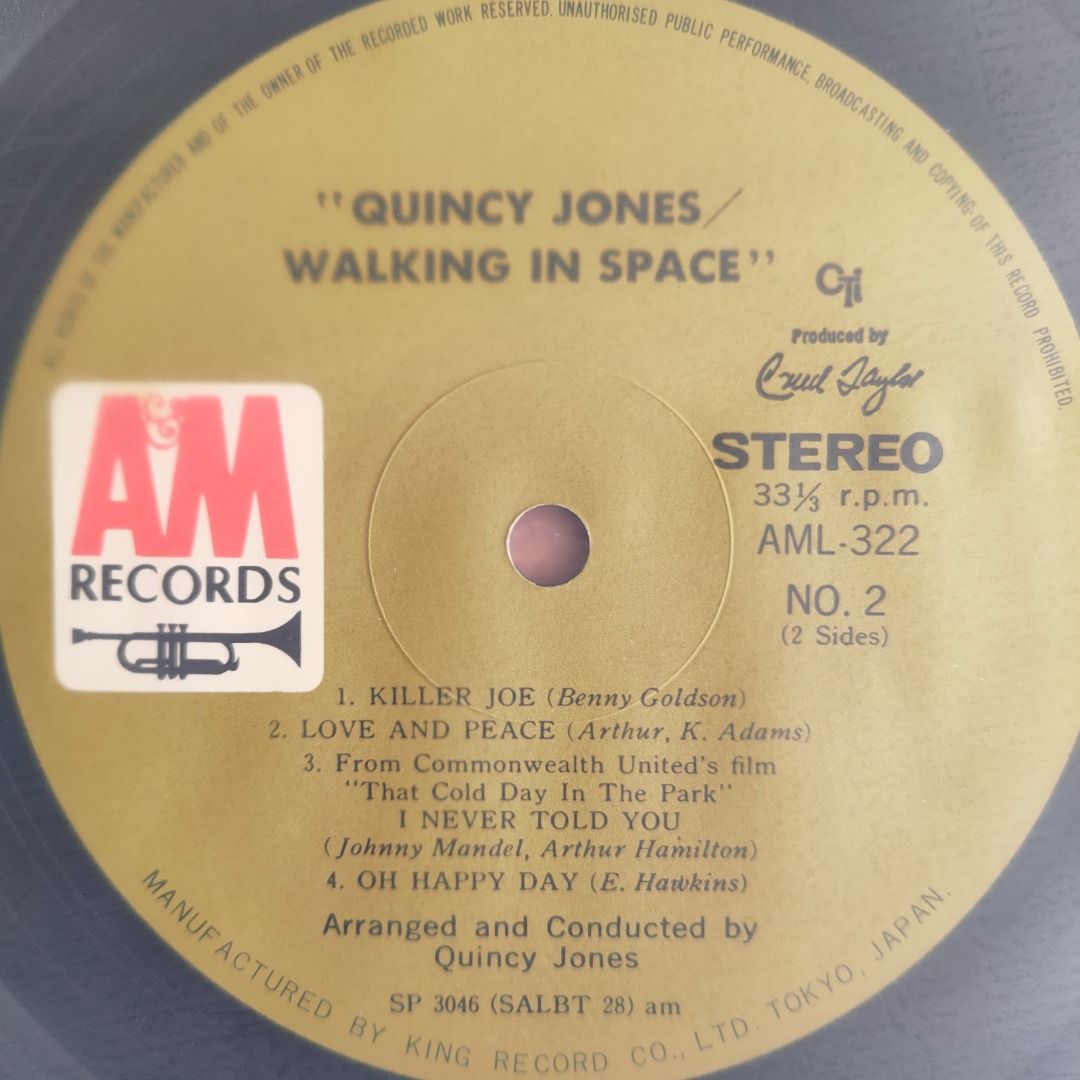 ALL RIGHTS OF THE MANUFACTURER AND OF THE OWNER OF THE RECORDED WORK RESERVED. UNAUTHORISED PUBLIC PERFORMANCE, BROADCASTING AND COPYING OF THIS RECORD PROHIBITED.
"QUINCY JONES/
WALKING IN SPACE"
CTi
Produced by
Creed Taylor
A&M
RECORDS
STEREO
33⅓ r.p.m.
AML-322
NO. 2
(2 Sides)
1. KILLER JOE (Benny Goldson)
2. LOVE AND PEACE (Arthur, K. Adams)
3. From Commonwealth United's film
"That Cold Day In The Park"
I NEVER TOLD YOU
(Johnny Mandel, Arthur Hamilton)
4. OH HAPPY DAY (E. Hawkins)
Arranged and Conducted by
Quincy Jones
SP 3046 (SALBT 28) am
MANUFACTURED BY KING RECORD CO., LTD. TOKYO, JAPAN.